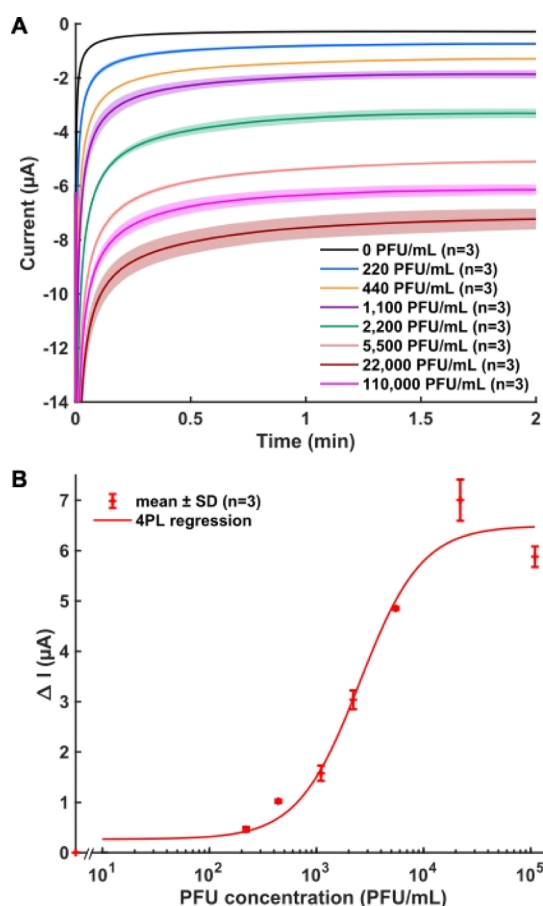 A
0
-2
-4
-6
-8
-10
-12
-14
Current (µA)
0 PFU/mL (n=3)
220 PFU/mL (n=3)
440 PFU/mL (n=3)
1,100 PFU/mL (n=3)
2,200 PFU/mL (n=3)
5,500 PFU/mL (n=3)
22,000 PFU/mL (n=3)
110,000 PFU/mL (n=3)
0 0.5 1 1.5 2
Time (min)
B
7
6
5
4
3
2
1
0
Δ I (µA)
mean ± SD (n=3)
4PL regression
10¹ 10² 10³ 10⁴ 10⁵
PFU concentration (PFU/mL)